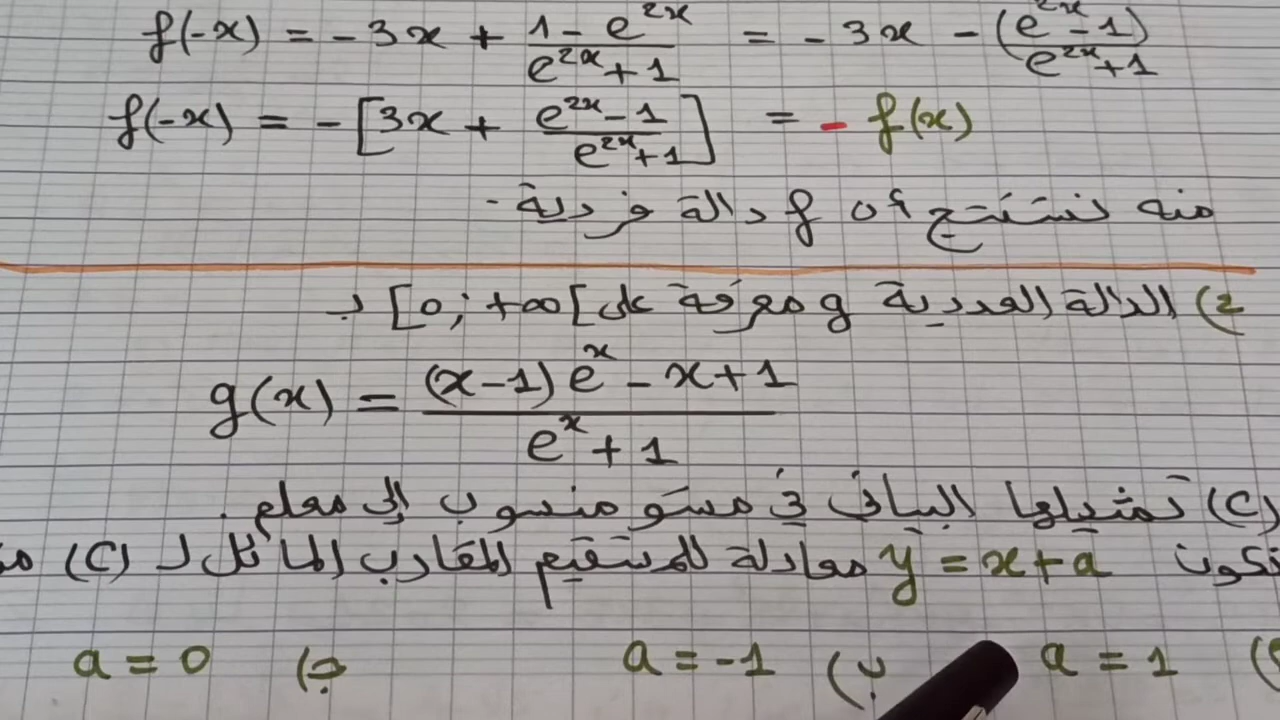 f(-x) = -3x + (1 - e^{2x})/(e^{2x} + 1) = -3x - (e^{2x} - 1)/(e^{2x} + 1)
f(-x) = -[3x + (e^{2x} - 1)/(e^{2x} + 1)] = - f(x)
منه نستنتج أن f دالة فردية.
2) الدالة العددية g معرفة على [0; +∞[ بـ
g(x) = ((x-1)e^x - x + 1)/(e^x + 1)
(C) تمثيلها البياني في مستو منسوب إلى معلم.
تكون y = x + a معادلة للمستقيم المقارب المائل لـ (C)
a = 1 ب) a = -1 ج) a = 0